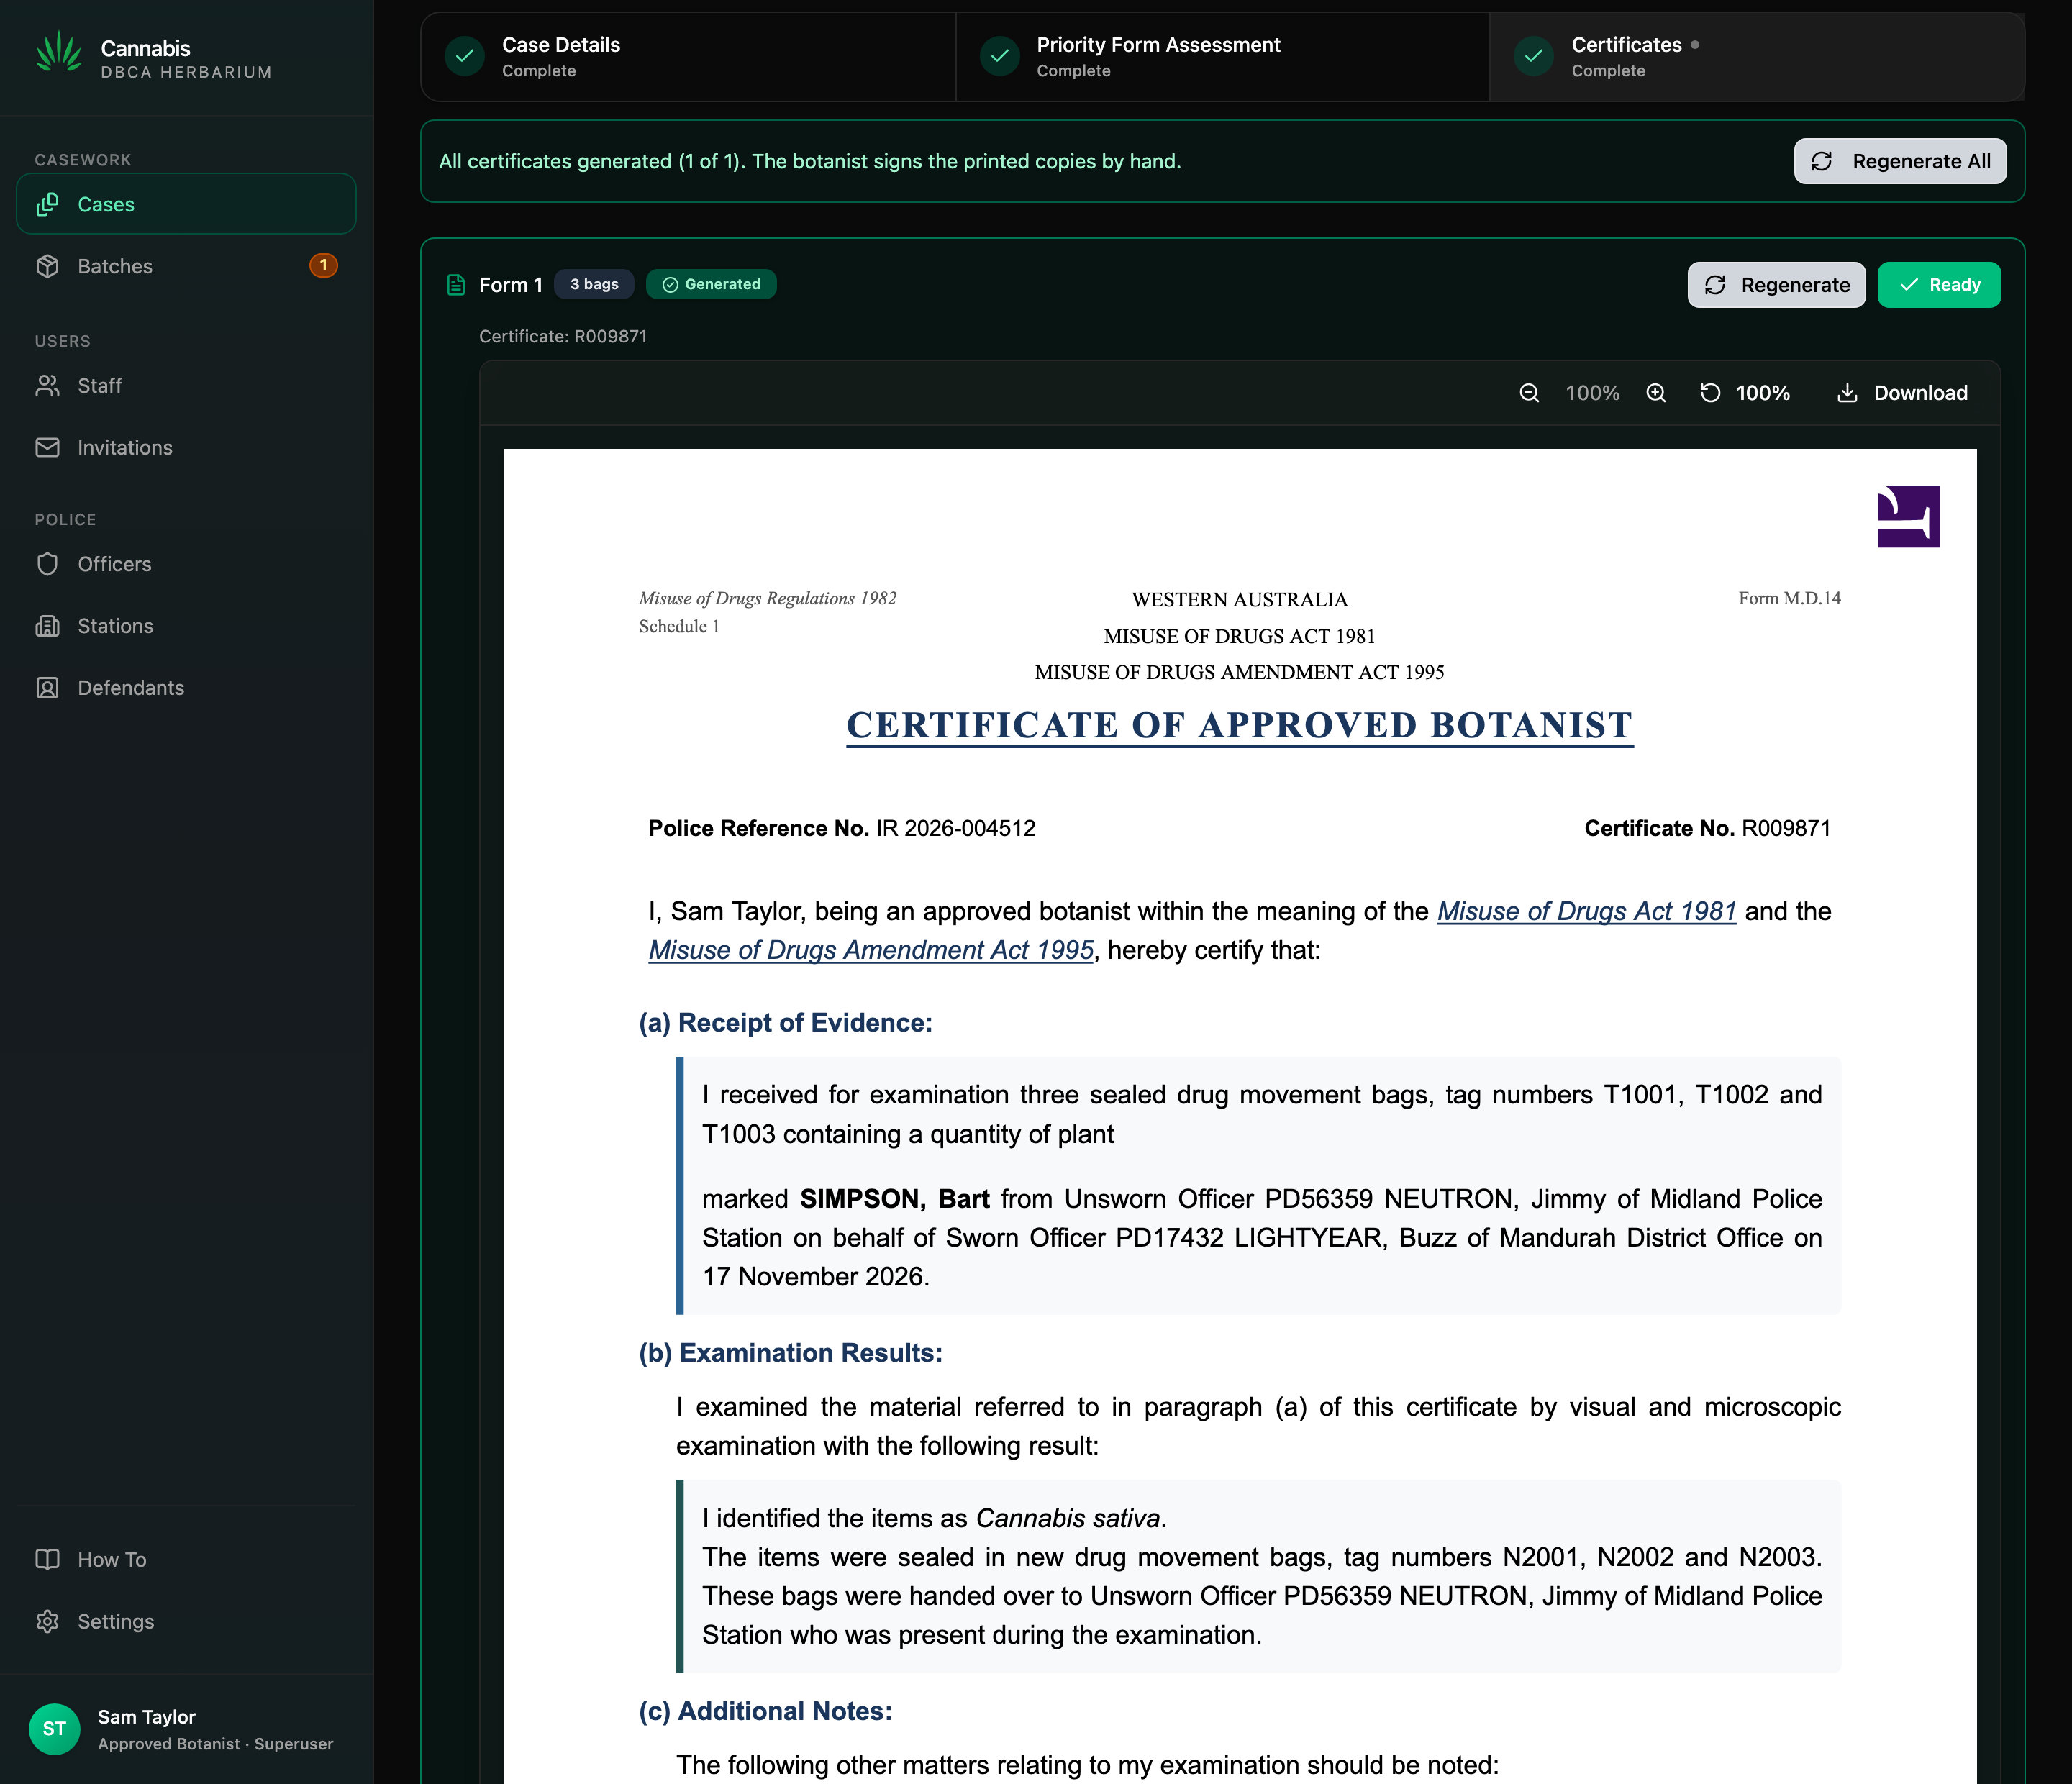 Cannabis
DBCA HERBARIUM
CASEWORK
Cases
Batches
1
USERS
Staff
Invitations
POLICE
Officers
Stations
Defendants
How To
Settings
ST
Sam Taylor
Approved Botanist · Superuser
Case Details
Complete
Priority Form Assessment
Complete
Certificates
Complete
All certificates generated (1 of 1). The botanist signs the printed copies by hand.
Regenerate All
Form 1
3 bags
Generated
Regenerate
Ready
Certificate: R009871
100%
100%
Download
Misuse of Drugs Regulations 1982
Schedule 1
WESTERN AUSTRALIA
MISUSE OF DRUGS ACT 1981
MISUSE OF DRUGS AMENDMENT ACT 1995
Form M.D.14
CERTIFICATE OF APPROVED BOTANIST
Police Reference No. IR 2026-004512
Certificate No. R009871
I, Sam Taylor, being an approved botanist within the meaning of the Misuse of Drugs Act 1981 and the
Misuse of Drugs Amendment Act 1995, hereby certify that:
(a) Receipt of Evidence:
I received for examination three sealed drug movement bags, tag numbers T1001, T1002 and
T1003 containing a quantity of plant
marked SIMPSON, Bart from Unsworn Officer PD56359 NEUTRON, Jimmy of Midland Police
Station on behalf of Sworn Officer PD17432 LIGHTYEAR, Buzz of Mandurah District Office on
17 November 2026.
(b) Examination Results:
I examined the material referred to in paragraph (a) of this certificate by visual and microscopic
examination with the following result:
I identified the items as Cannabis sativa.
The items were sealed in new drug movement bags, tag numbers N2001, N2002 and N2003.
These bags were handed over to Unsworn Officer PD56359 NEUTRON, Jimmy of Midland Police
Station who was present during the examination.
(c) Additional Notes:
The following other matters relating to my examination should be noted: